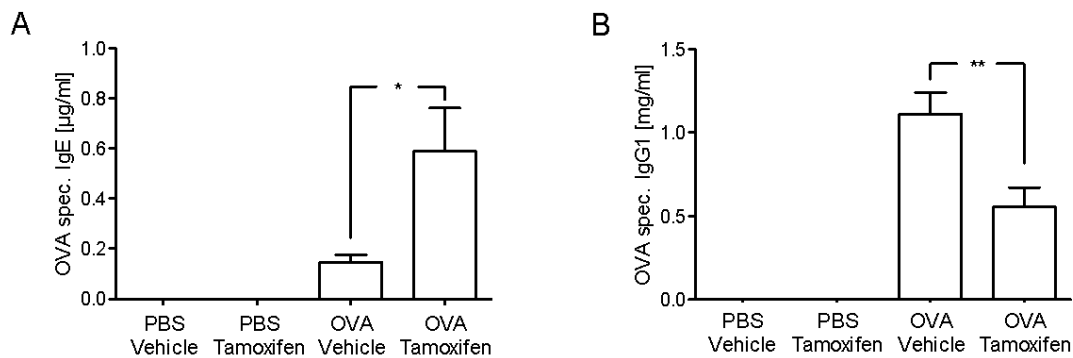 A
OVA spec. IgE [µg/ml]
1.0
0.8
0.6
0.4
0.2
0.0
*
PBS
Vehicle
PBS
Tamoxifen
OVA
Vehicle
OVA
Tamoxifen
B
OVA spec. IgG1 [mg/ml]
1.5
1.0
0.5
0.0
**
PBS
Vehicle
PBS
Tamoxifen
OVA
Vehicle
OVA
Tamoxifen